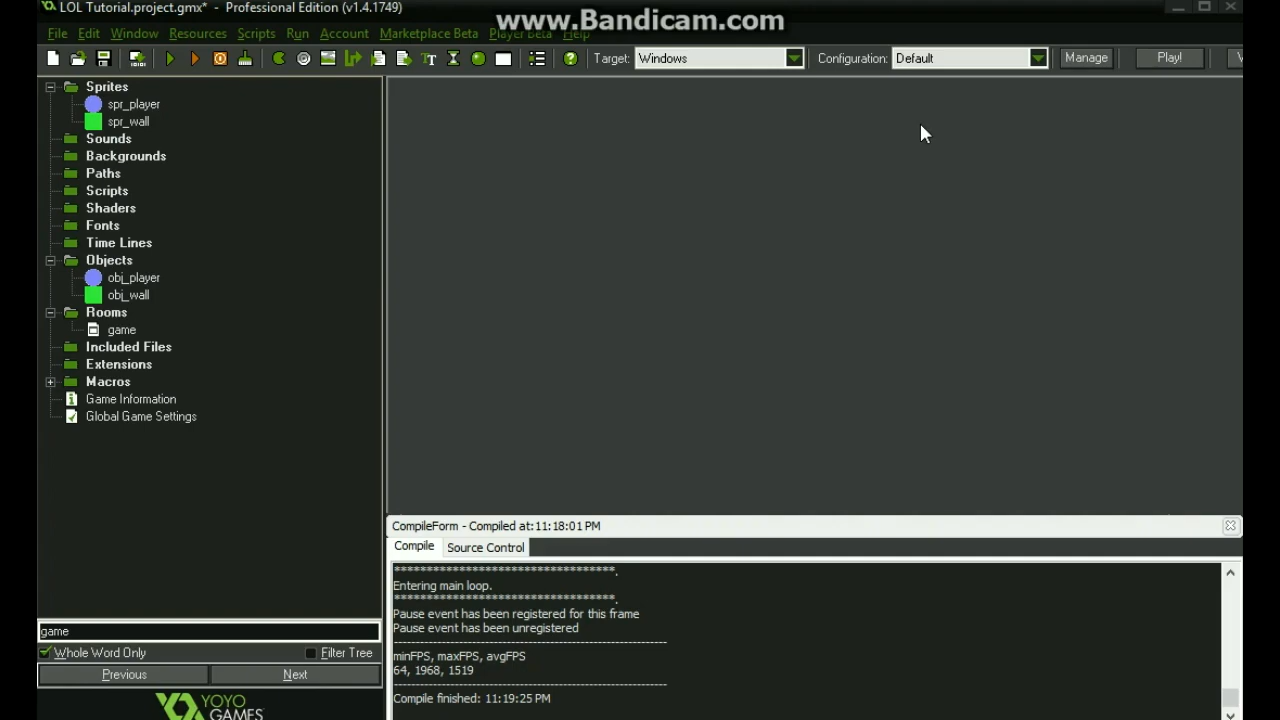 LOL Tutorial.project.gmx* - Professional Edition (v1.4.1749)
www.Bandicam.com
File Edit Window Resources Scripts Run Account Marketplace Beta Player Beta Help
Target: Windows Configuration: Default Manage Play!
Sprites
spr_player
spr_wall
Sounds
Backgrounds
Paths
Scripts
Shaders
Fonts
Time Lines
Objects
obj_player
obj_wall
Rooms
game
Included Files
Extensions
Macros
Game Information
Global Game Settings
game
Whole Word Only Filter Tree
Previous Next
YOYO
GAMES
CompileForm - Compiled at:11:18:01 PM
Compile Source Control
***********************************.
Entering main loop.
***********************************.
Pause event has been registered for this frame
Pause event has been unregistered
---------------------------------------------------------
minFPS, maxFPS, avgFPS
64, 1968, 1519
---------------------------------------------------------
Compile finished: 11:19:25 PM